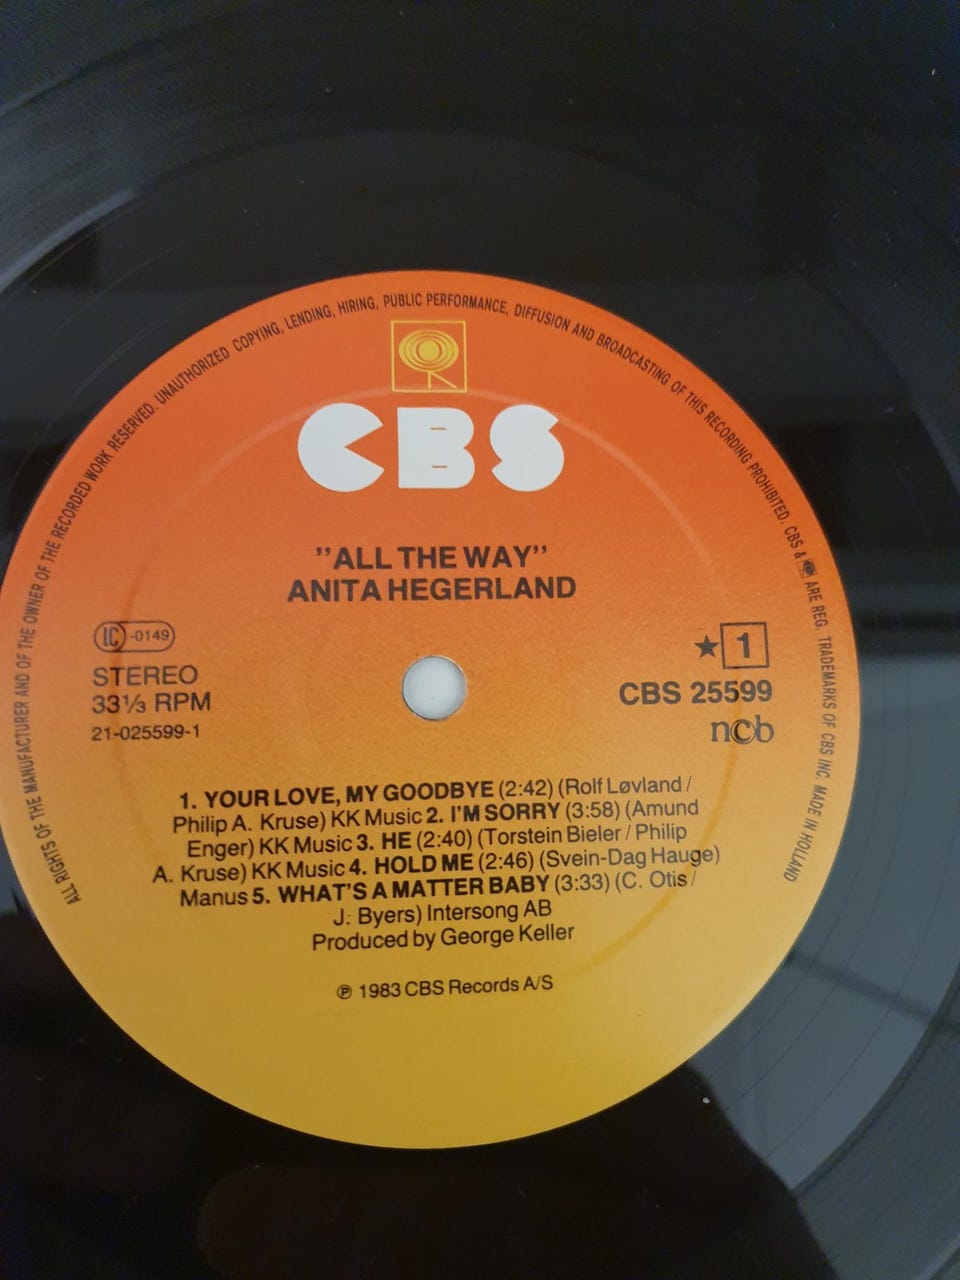 ALL RIGHTS OF THE MANUFACTURER AND OF THE OWNER OF THE RECORDED WORK RESERVED. UNAUTHORIZED COPYING, LENDING, HIRING, PUBLIC PERFORMANCE, DIFFUSION AND BROADCASTING OF THIS RECORDING PROHIBITED. CBS & ARE REG. TRADEMARKS OF CBS INC. MADE IN HOLLAND
CBS
"ALL THE WAY"
ANITA HEGERLAND
IC -0149
STEREO
33⅓ RPM
21-025599-1
★ 1
CBS 25599
ncb
1. YOUR LOVE, MY GOODBYE (2:42) (Rolf Løvland /
Philip A. Kruse) KK Music 2. I'M SORRY (3:58) (Amund
Enger) KK Music 3. HE (2:40) (Torstein Bieler / Philip
A. Kruse) KK Music 4. HOLD ME (2:46) (Svein-Dag Hauge)
Manus 5. WHAT'S A MATTER BABY (3:33) (C. Otis /
J. Byers) Intersong AB
Produced by George Keller
℗ 1983 CBS Records A/S